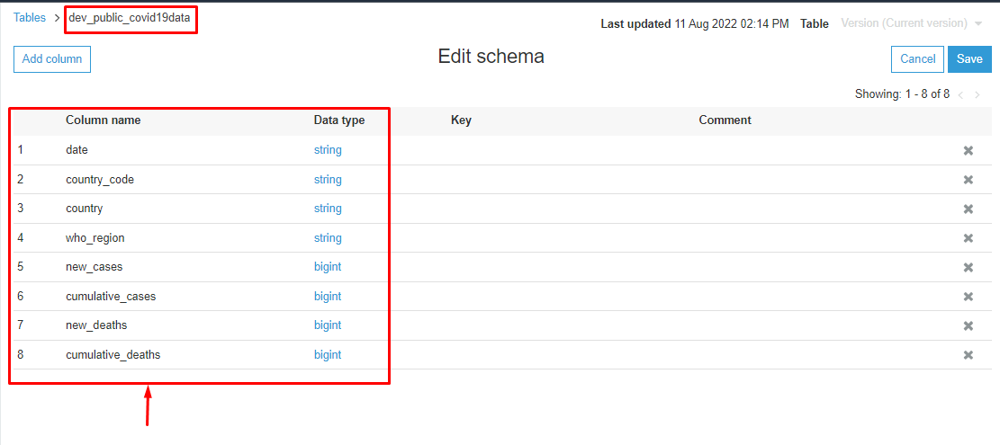 Tables > dev_public_covid19data
Last updated 11 Aug 2022 02:14 PM Table Version (Current version)
Add column Edit schema Cancel Save
Showing: 1 - 8 of 8 < >
Column name Data type Key Comment
1 date string
2 country_code string
3 country string
4 who_region string
5 new_cases bigint
6 cumulative_cases bigint
7 new_deaths bigint
8 cumulative_deaths bigint